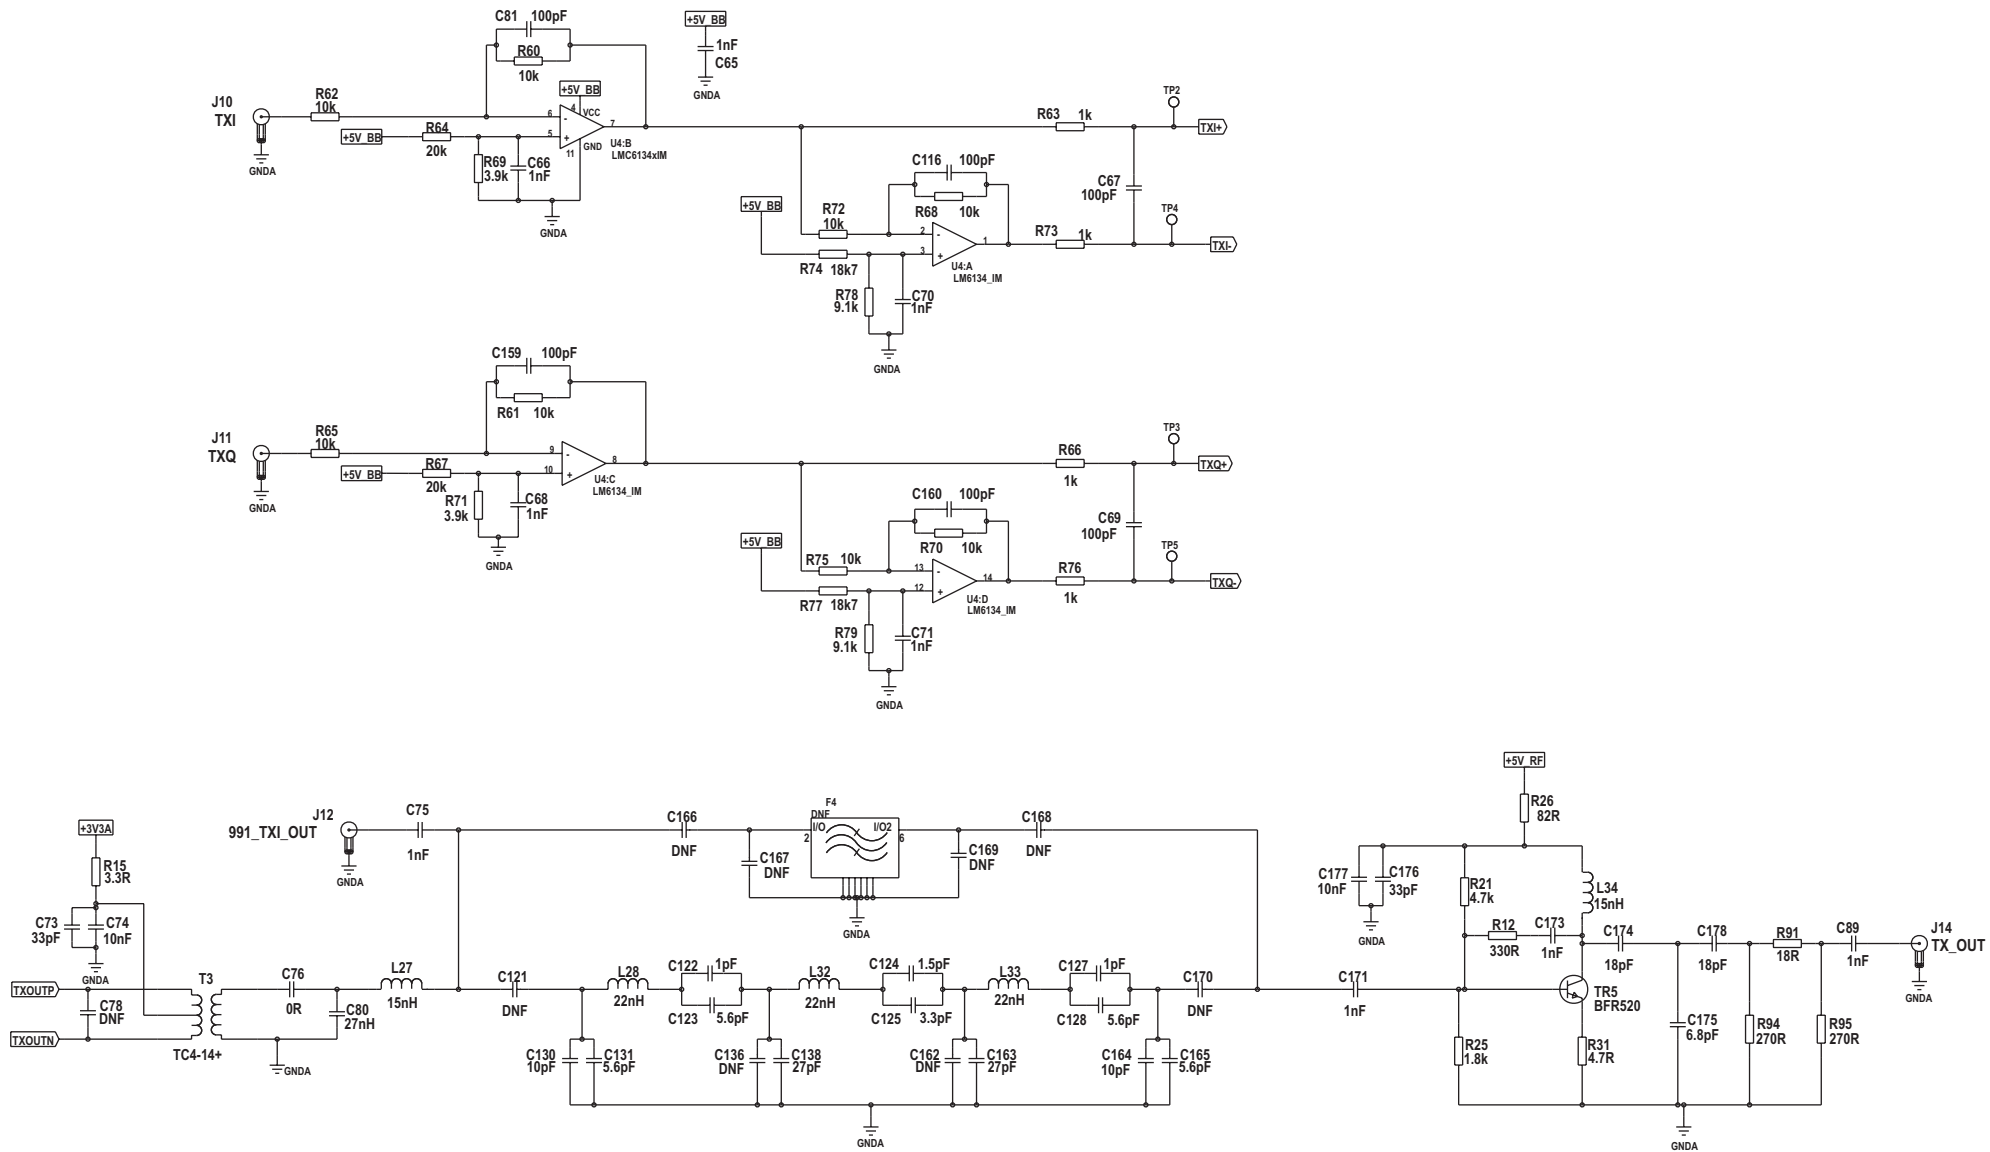 C81 100pF
R60
10k
+5V_BB
1nF
C65
GNDA
+5V_BB
4 VCC
J10
TXI
GNDA
R62
10k
6
-
5
+
7
11 GND
U4:B
LMC6134xIM
+5V_BB
R64
20k
R69
3.9k
C66
1nF
GNDA
R63 1k
TP2
TXI+
C116 100pF
R68 10k
C67
100pF
+5V_BB
R72
10k
2
-
3
+
1
U4:A
LM6134_IM
R73 1k
TP4
TXI-
R74 18k7
R78
9.1k
C70
1nF
GNDA
C159 100pF
R61 10k
J11
TXQ
GNDA
R65
10k
9
-
10
+
8
U4:C
LM6134_IM
+5V_BB
R67
20k
R71
3.9k
C68
1nF
GNDA
R66
1k
TP3
TXQ+
C160 100pF
R70 10k
C69
100pF
+5V_BB
R75 10k
13
-
12
+
14
U4:D
LM6134_IM
R76
1k
TP5
TXQ-
R77 18k7
R79
9.1k
C71
1nF
GNDA
+5V_RF
R26
82R
J12
991_TXI_OUT
GNDA
C75
1nF
C166
DNF
C167
DNF
F4
DNF
I/O I/O2
2 6
GNDA
C169
DNF
C168
DNF
+3V3A
R15
3.3R
C73
33pF
C74
10nF
GNDA
TXOUTP
C78
DNF
TXOUTN
T3
TC4-14+
C76
0R
C80
27nH
GNDA
L27
15nH
C121
DNF
L28
22nH
C122 1pF
C123 5.6pF
L32
22nH
C124 1.5pF
C125 3.3pF
L33
22nH
C127 1pF
C128 5.6pF
C170
DNF
C130
10pF
C131
5.6pF
C136
DNF
C138
27pF
C162
DNF
C163
27pF
C164
10pF
C165
5.6pF
GNDA
C171
1nF
C177
10nF
C176
33pF
GNDA
R21
4.7k
L34
15nH
R12
330R
C173
1nF
C174
18pF
C178
18pF
R91
18R
C89
1nF
J14
TX_OUT
GNDA
TR5
BFR520
R25
1.8k
R31
4.7R
C175
6.8pF
R94
270R
R95
270R
GNDA